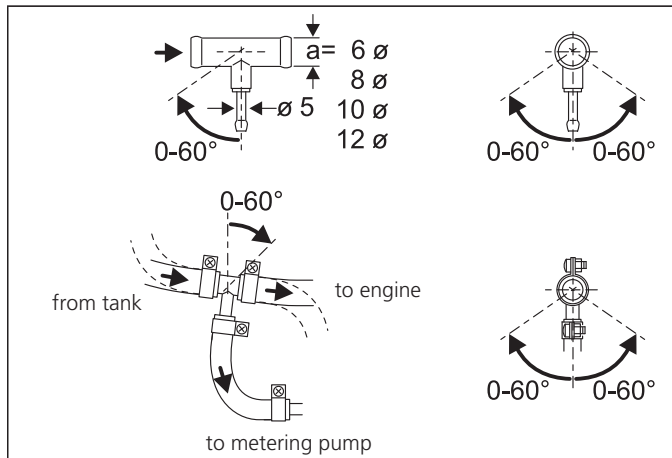 a= 6 ø
8 ø
10 ø
12 ø
ø 5
0-60°
0-60° 0-60°
0-60°
from tank
to engine
to metering pump
0-60° 0-60°